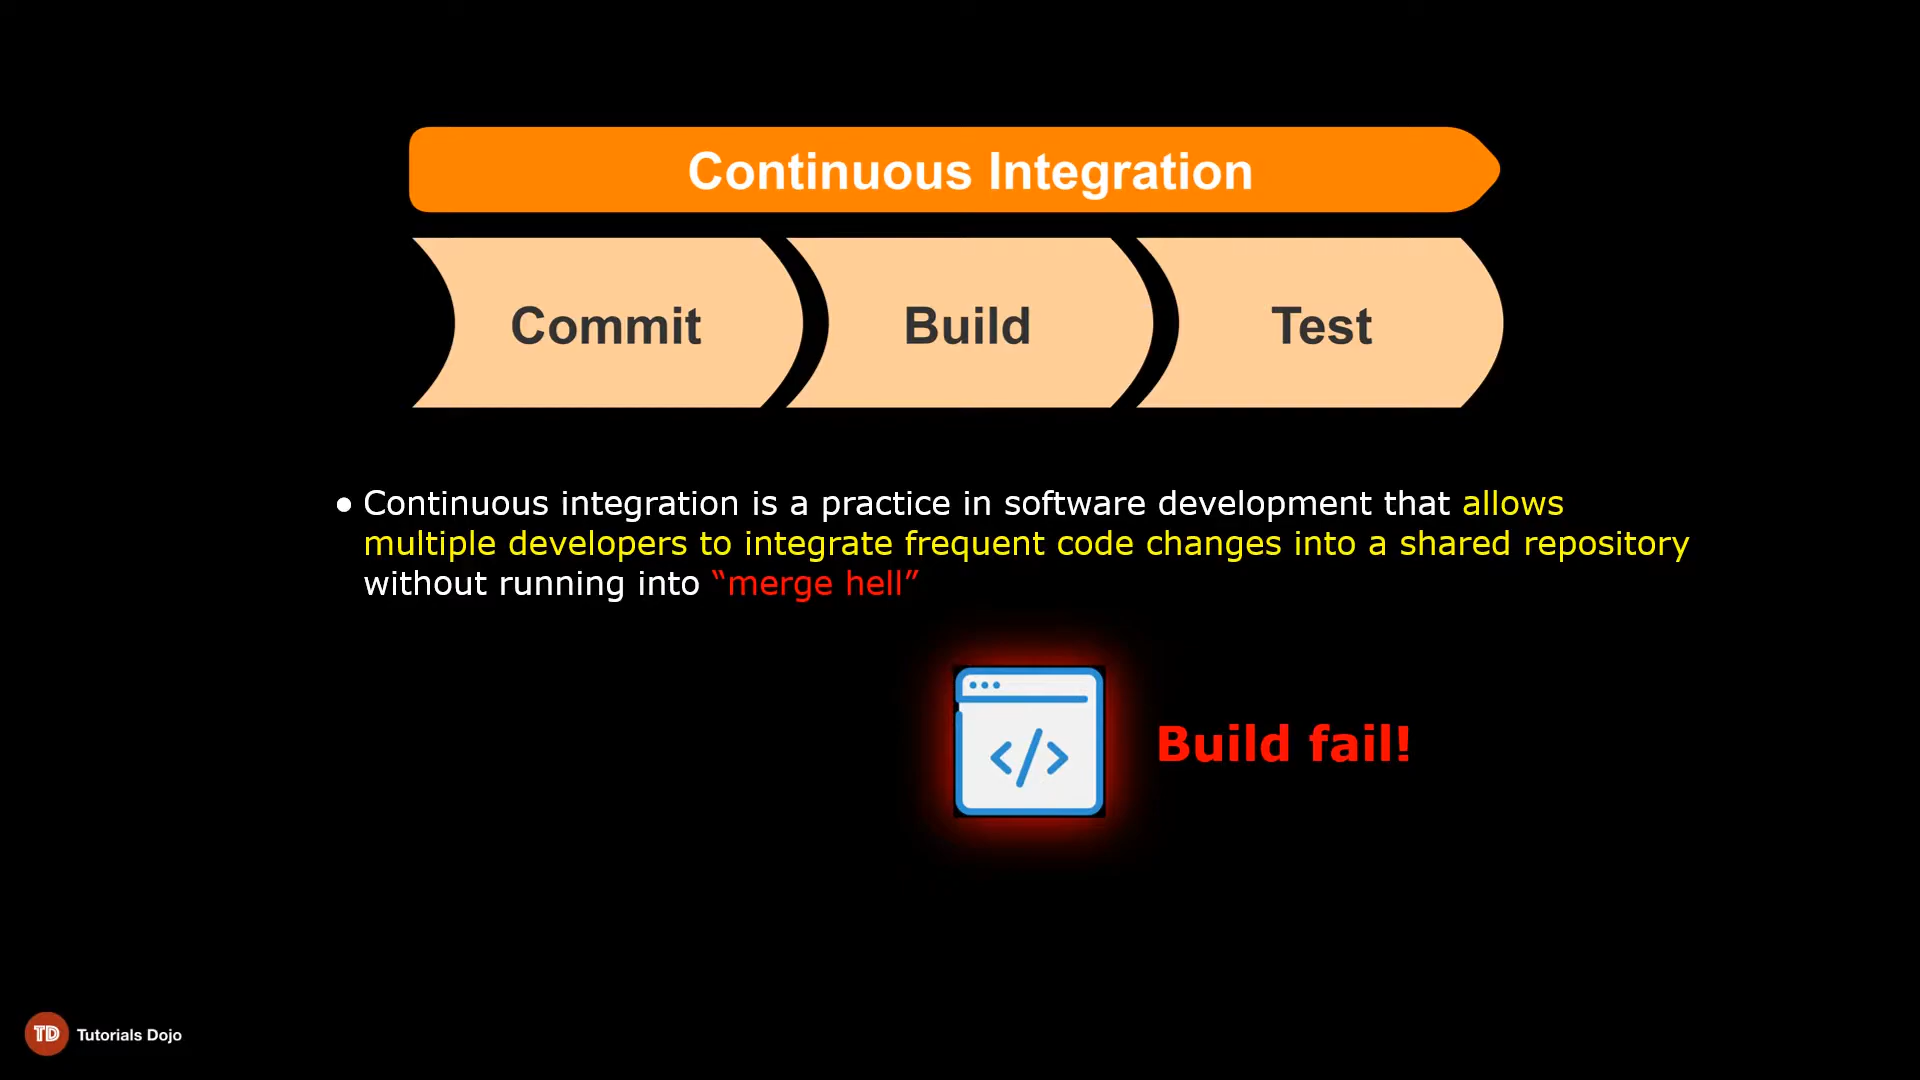 Continuous Integration
Commit
Build
Test
● Continuous integration is a practice in software development that allows
multiple developers to integrate frequent code changes into a shared repository
without running into “merge hell”
</>
Build fail!
TD Tutorials Dojo